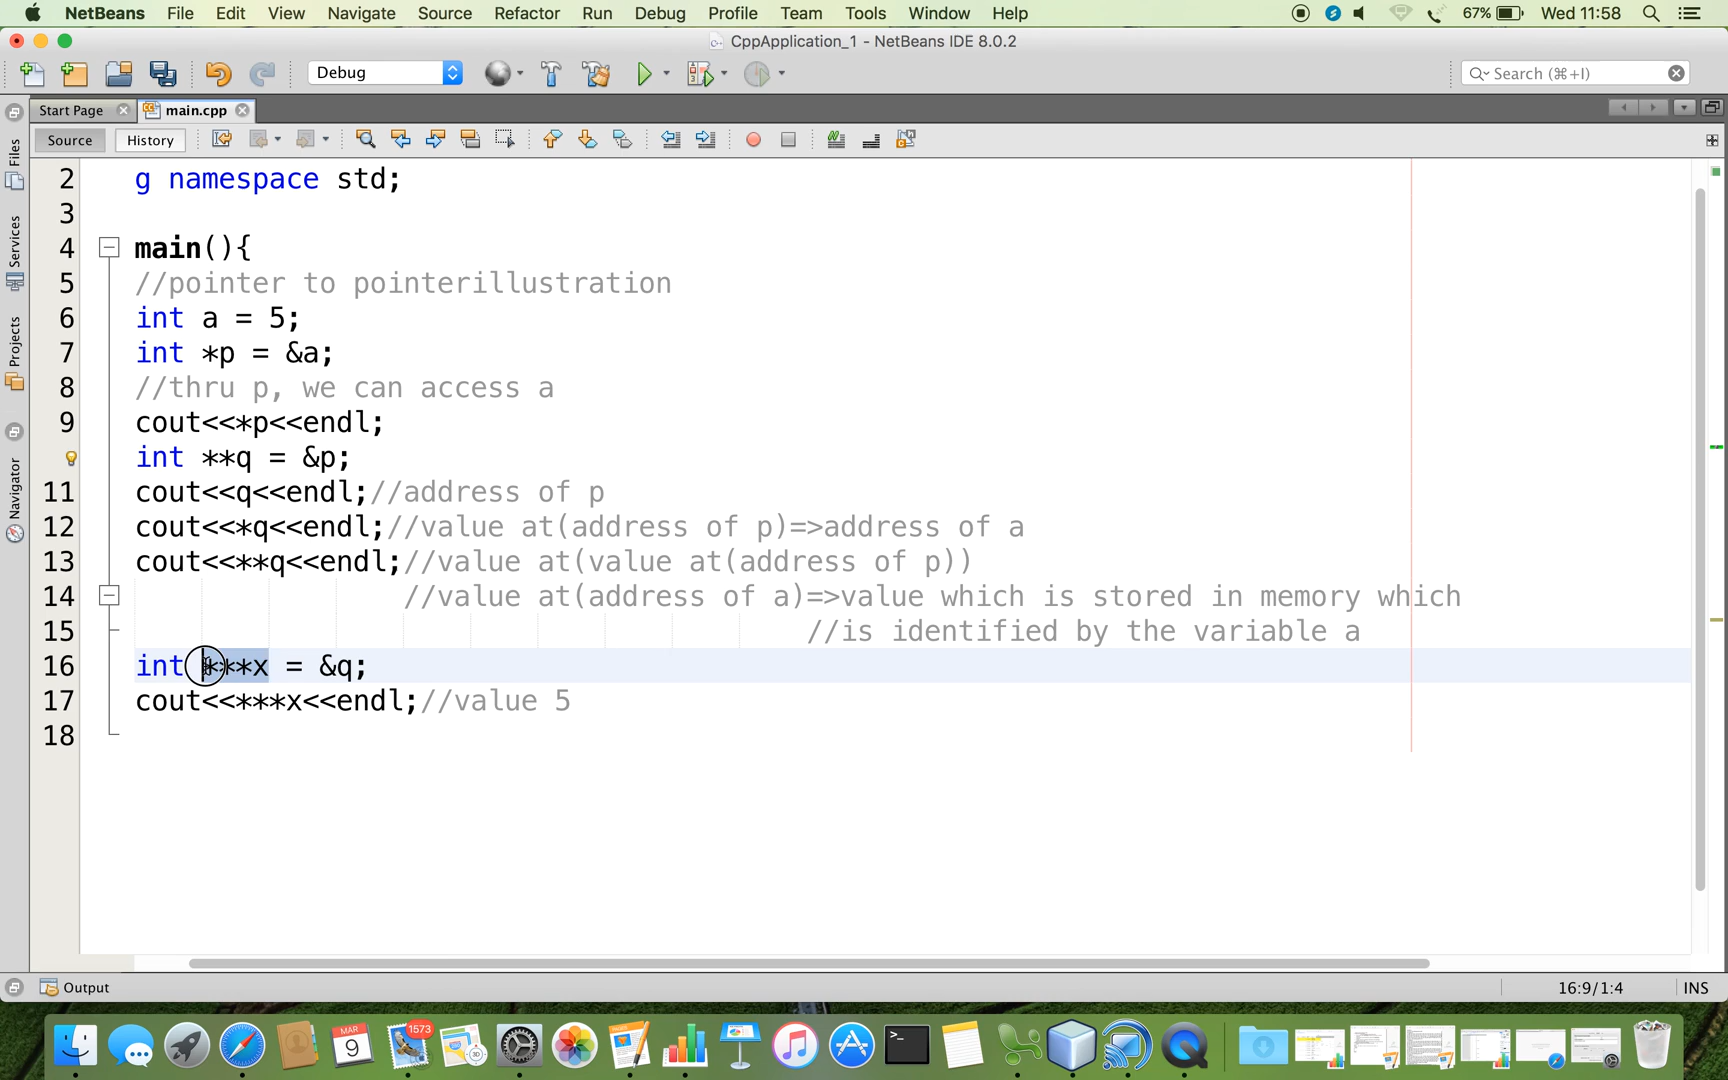 NetBeans File Edit View Navigate Source Refactor Run Debug Profile Team Tools Window Help 67% Wed 11:58
CppApplication_1 - NetBeans IDE 8.0.2
Debug
Search (⌘+I)
Start Page main.cpp
Source History
Files
Services
Projects
Navigator
2 g namespace std;
3
4 main(){
5 //pointer to pointerillustration
6 int a = 5;
7 int *p = &a;
8 //thru p, we can access a
9 cout<<*p<<endl;
int **q = &p;
11 cout<<q<<endl;//address of p
12 cout<<*q<<endl;//value at(address of p)=>address of a
13 cout<<**q<<endl;//value at(value at(address of p))
14 //value at(address of a)=>value which is stored in memory which
15 //is identified by the variable a
16 int ***x = &q;
17 cout<<***x<<endl;//value 5
18
Output
16:9/1:4 INS
MAR
9
1573